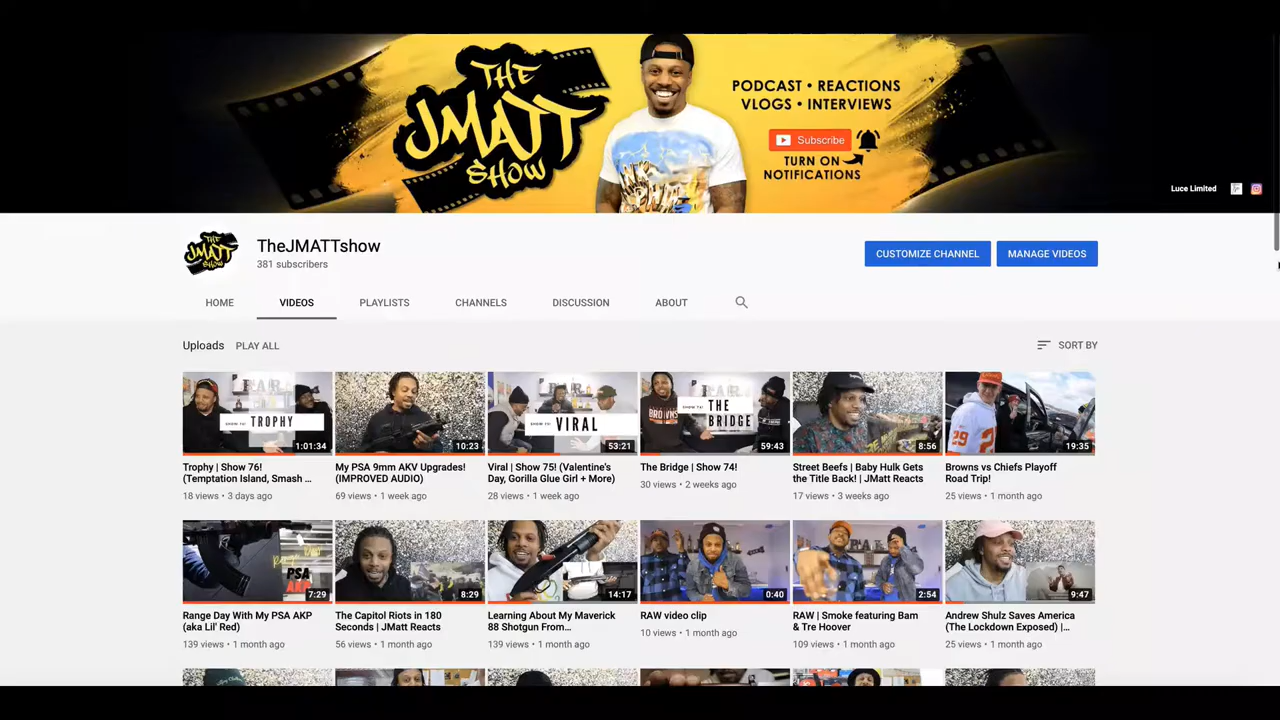 THE
JMATT
SHOW
PODCAST • REACTIONS
VLOGS • INTERVIEWS
Subscribe
TURN ON
NOTIFICATIONS
Luce Limited
THE
JMATT
SHOW
TheJMATTshow
381 subscribers
CUSTOMIZE CHANNEL
MANAGE VIDEOS
HOME
VIDEOS
PLAYLISTS
CHANNELS
DISCUSSION
ABOUT
Uploads
PLAY ALL
SORT BY
TROPHY
1:01:34
10:23
VIRAL
53:21
BROWNS
THE
BRIDGE
59:43
8:56
29
19:35
Trophy | Show 76!
(Temptation Island, Smash ...
18 views • 3 days ago
My PSA 9mm AKV Upgrades!
(IMPROVED AUDIO)
69 views • 1 week ago
Viral | Show 75! (Valentine's
Day, Gorilla Glue Girl + More)
28 views • 1 week ago
The Bridge | Show 74!
30 views • 2 weeks ago
Street Beefs | Baby Hulk Gets
the Title Back! | JMatt Reacts
17 views • 3 weeks ago
Browns vs Chiefs Playoff
Road Trip!
25 views • 1 month ago
PSA
AKP
7:29
8:29
14:17
0:40
2:54
9:47
Range Day With My PSA AKP
(aka Lil' Red)
139 views • 1 month ago
The Capitol Riots in 180
Seconds | JMatt Reacts
56 views • 1 month ago
Learning About My Maverick
88 Shotgun From...
139 views • 1 month ago
RAW video clip
10 views • 1 month ago
RAW | Smoke featuring Bam
& Tre Hoover
109 views • 1 month ago
Andrew Shulz Saves America
(The Lockdown Exposed) |...
25 views • 1 month ago